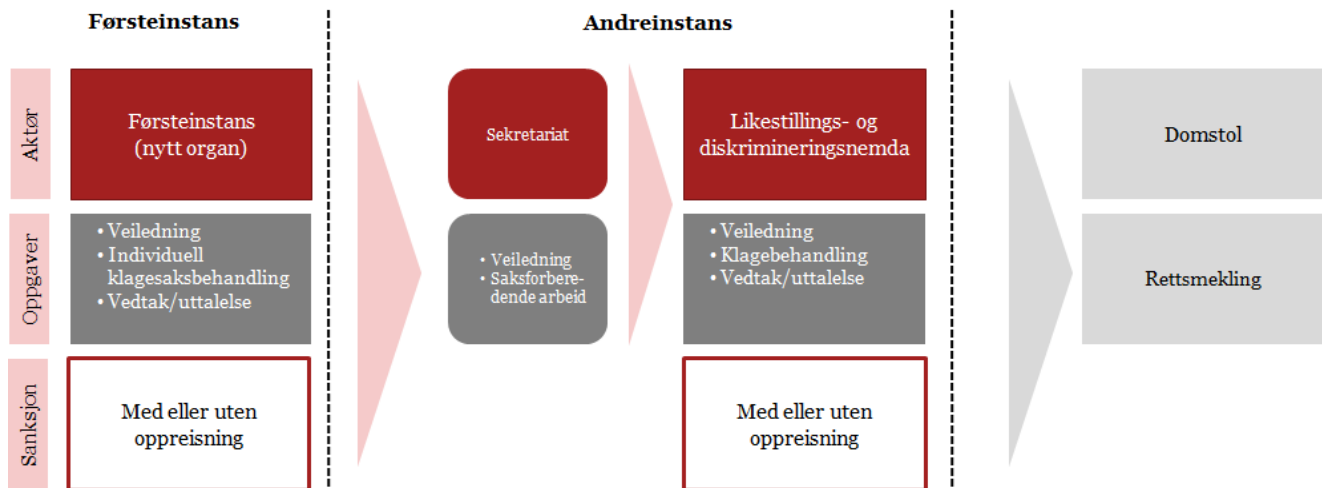 Førsteinstans
Andreinstans
Aktør
Førsteinstans
(nytt organ)
Sekretariat
Likestillings- og
diskrimineringsnemda
Domstol
Oppgaver
• Veiledning
• Individuell
klagesaksbehandling
• Vedtak/uttalelse
• Veiledning
• Saksforbere-
dende arbeid
• Veiledning
• Klagebehandling
• Vedtak/uttalelse
Rettsmekling
Sanksjon
Med eller uten
oppreisning
Med eller uten
oppreisning